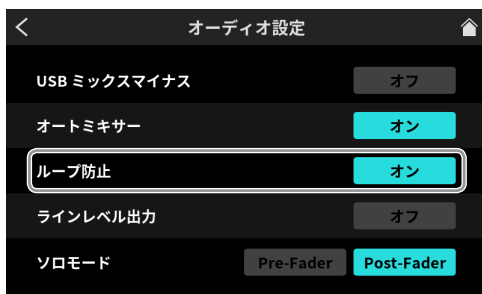 オーディオ設定
USB ミックスマイナス オフ
オートミキサー オン
ループ防止 オン
ラインレベル出力 オフ
ソロモード Pre-Fader Post-Fader